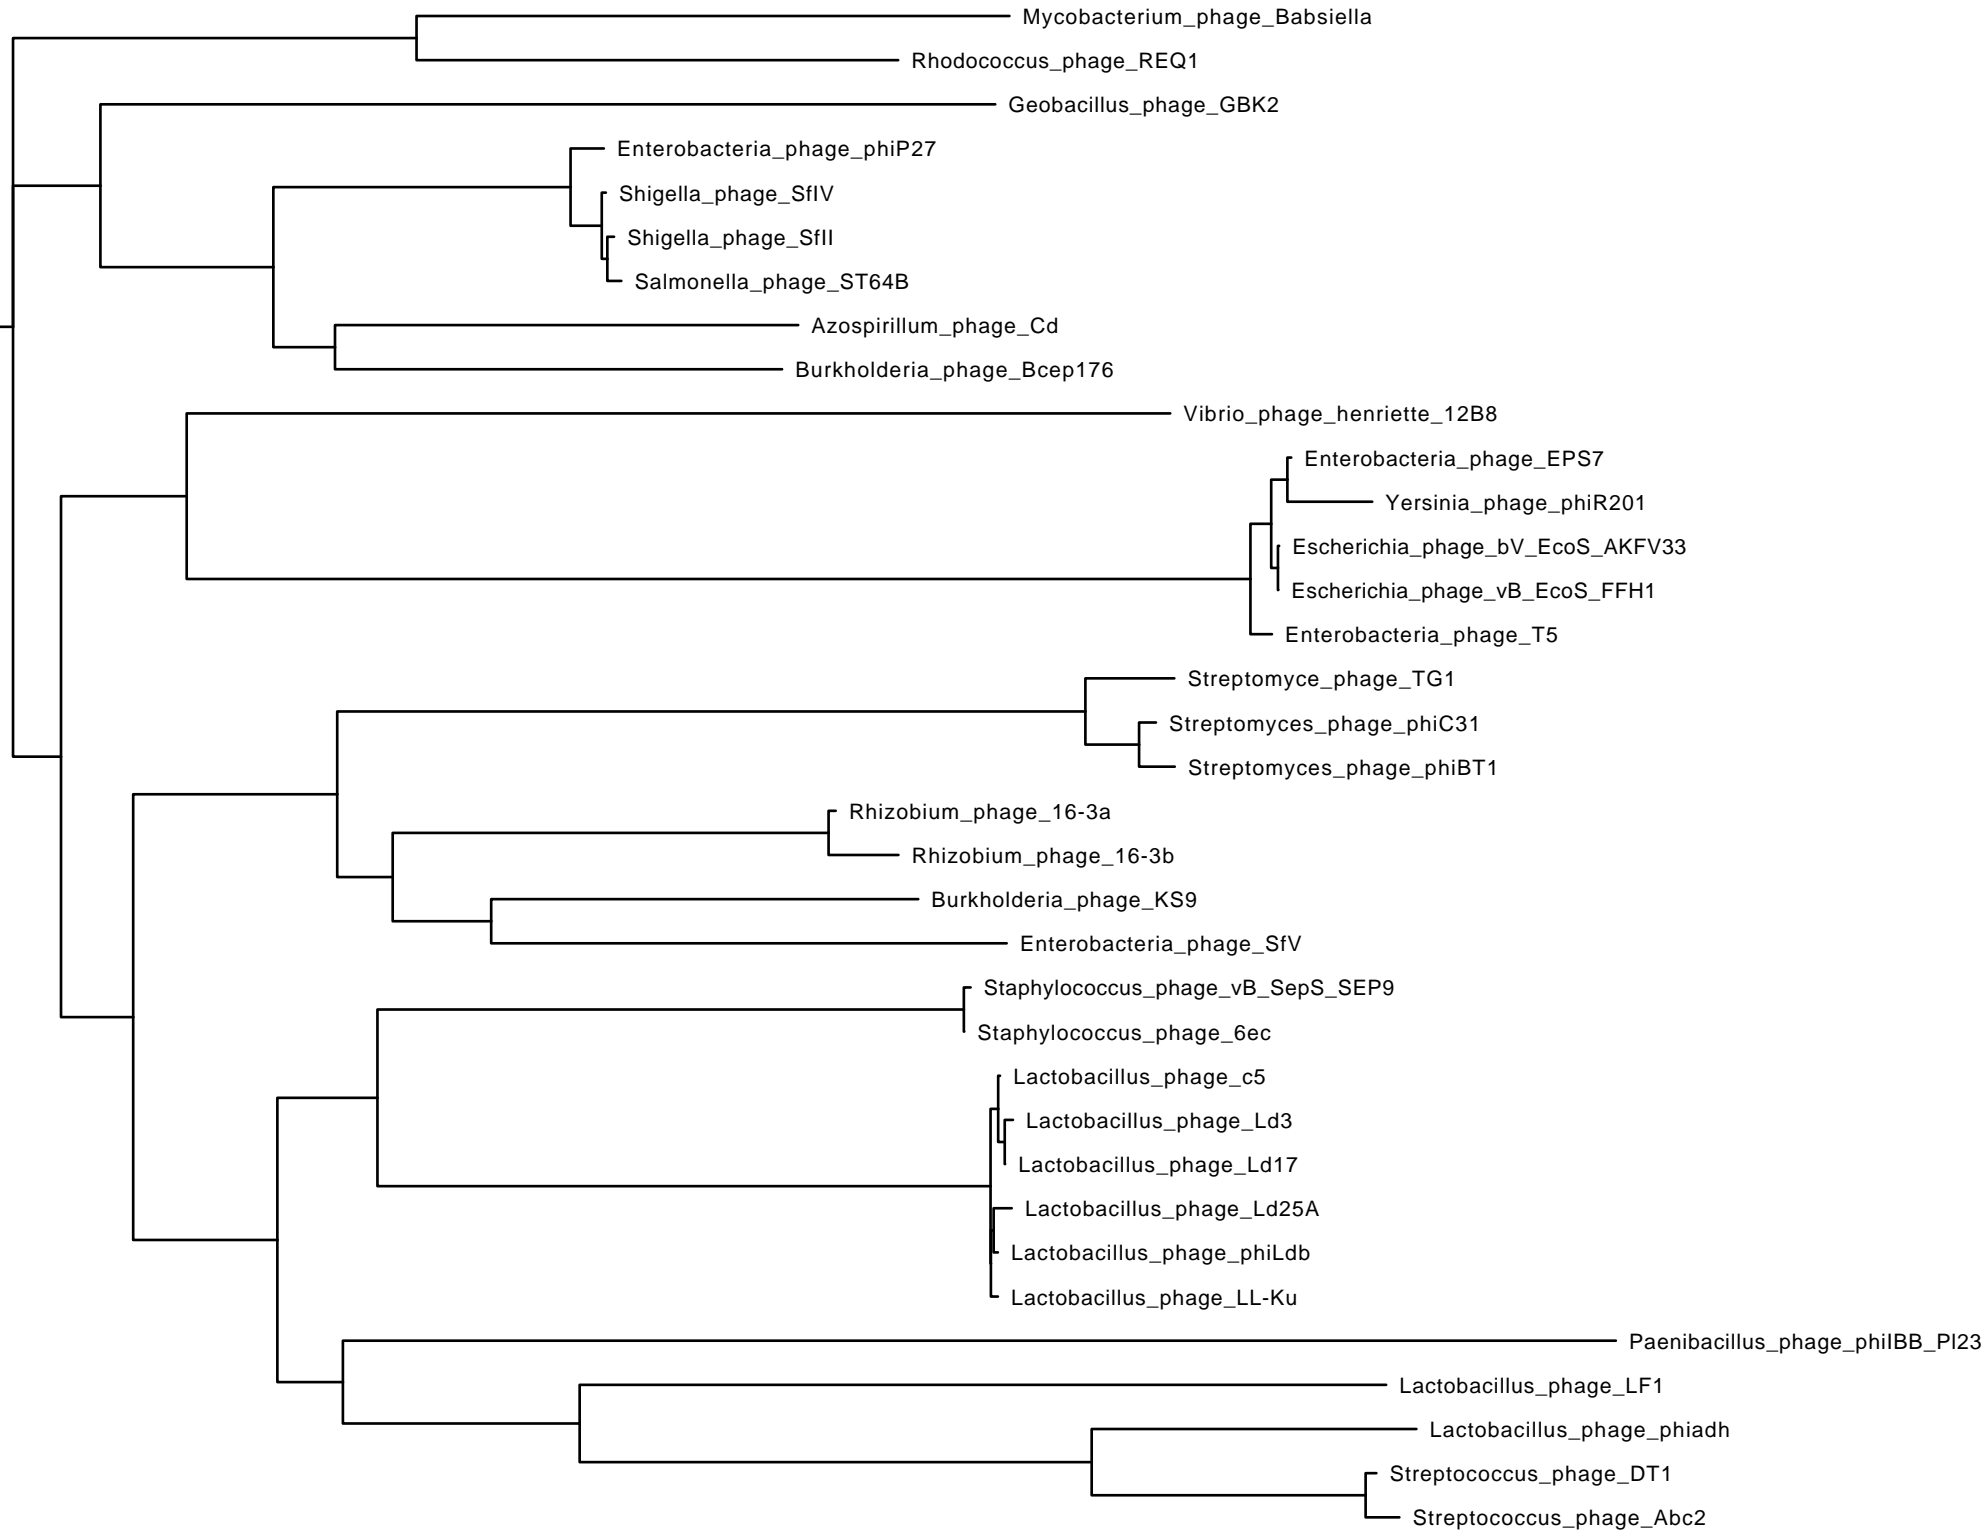 Mycobacterium_phage_Babsiella
Rhodococcus_phage_REQ1
Geobacillus_phage_GBK2
Enterobacteria_phage_phiP27
Shigella_phage_SfIV
Shigella_phage_SfII
Salmonella_phage_ST64B
Azospirillum_phage_Cd
Burkholderia_phage_Bcep176
Vibrio_phage_henriette_12B8
Enterobacteria_phage_EPS7
Yersinia_phage_phiR201
Escherichia_phage_bV_EcoS_AKFV33
Escherichia_phage_vB_EcoS_FFH1
Enterobacteria_phage_T5
Streptomyce_phage_TG1
Streptomyces_phage_phiC31
Streptomyces_phage_phiBT1
Rhizobium_phage_16-3a
Rhizobium_phage_16-3b
Burkholderia_phage_KS9
Enterobacteria_phage_SfV
Staphylococcus_phage_vB_SepS_SEP9
Staphylococcus_phage_6ec
Lactobacillus_phage_c5
Lactobacillus_phage_Ld3
Lactobacillus_phage_Ld17
Lactobacillus_phage_Ld25A
Lactobacillus_phage_phiLdb
Lactobacillus_phage_LL-Ku
Paenibacillus_phage_phiIBB_Pl23
Lactobacillus_phage_LF1
Lactobacillus_phage_phiadh
Streptococcus_phage_DT1
Streptococcus_phage_Abc2